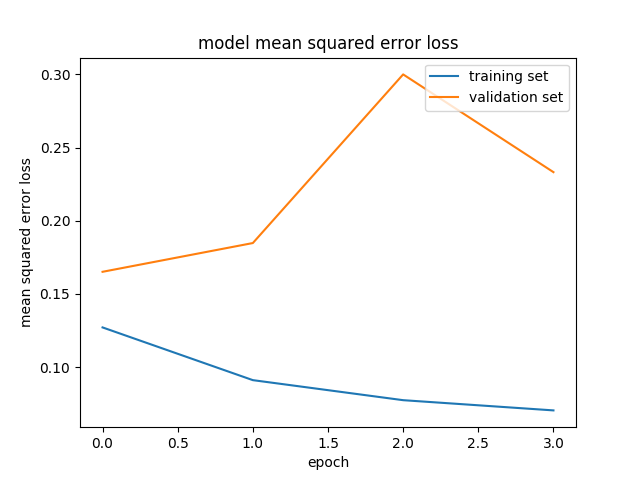 model mean squared error loss
training set
validation set
0.30
0.25
0.20
0.15
0.10
mean squared error loss
0.0 0.5 1.0 1.5 2.0 2.5 3.0
epoch